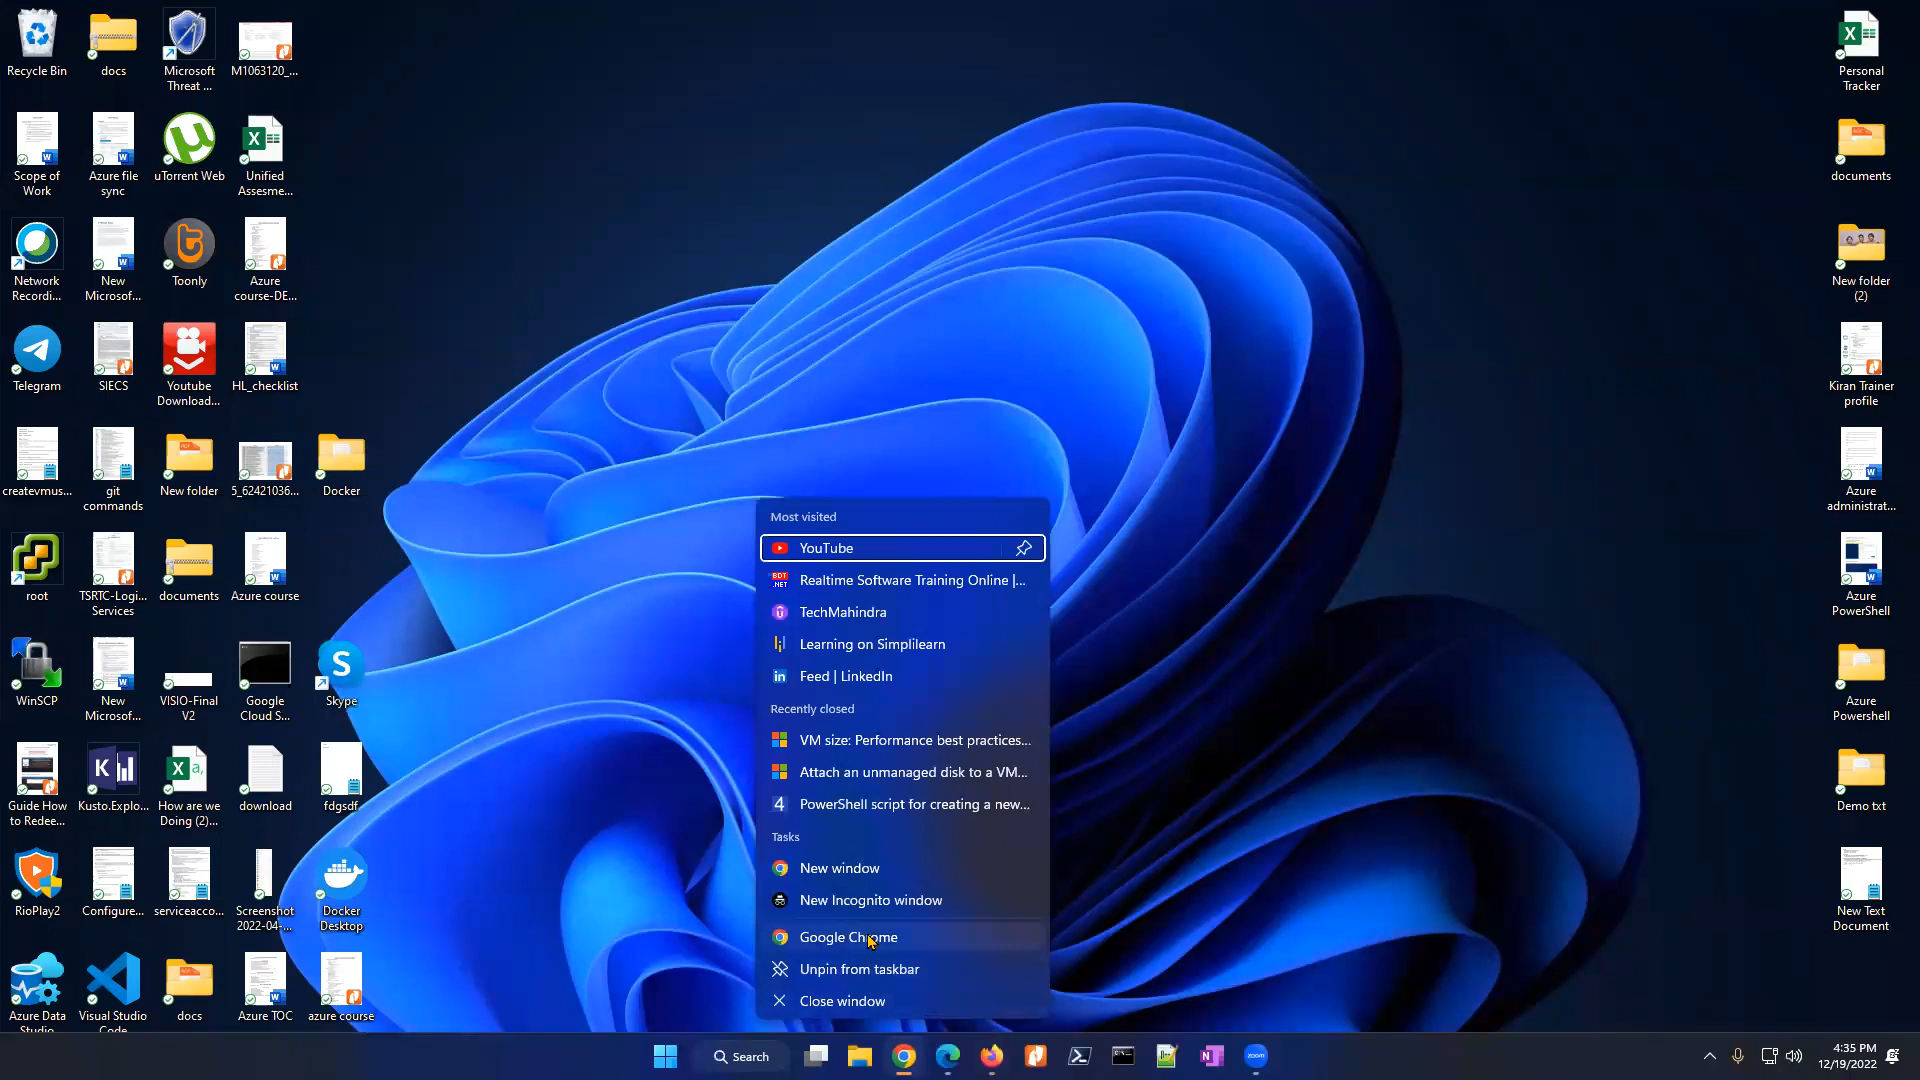 Recycle Bin
docs
Microsoft
Threat ...
M1063120_...
Scope of
Work
Azure file
sync
uTorrent Web
Unified
Assesme...
Network
Recordi...
New
Microsof...
Toonly
Azure
course-DE...
Telegram
SIECS
Youtube
Download...
HL_checklist
createvmus...
git
commands
New folder
5_62421036...
Docker
root
TSRTC-Logi...
Services
documents
Azure course
WinSCP
New
Microsof...
VISIO-Final
V2
Google
Cloud S...
Skype
Guide How
to Redee...
Kusto.Explo...
How are we
Doing (2)...
download
fdgsdf
RioPlay2
Configure...
serviceacco...
Screenshot
2022-04-...
Docker
Desktop
Azure Data
Studio
Visual Studio
Code
docs
Azure TOC
azure course
Most visited
YouTube
Realtime Software Training Online |...
TechMahindra
Learning on Simplilearn
Feed | LinkedIn
Recently closed
VM size: Performance best practices...
Attach an unmanaged disk to a VM...
PowerShell script for creating a new...
Tasks
New window
New Incognito window
Google Chrome
Unpin from taskbar
Close window
Personal
Tracker
documents
New folder
(2)
Kiran Trainer
profile
Azure
administrat...
Azure
PowerShell
Azure
Powershell
Demo txt
New Text
Document
Search
zoom
4:35 PM
12/19/2022